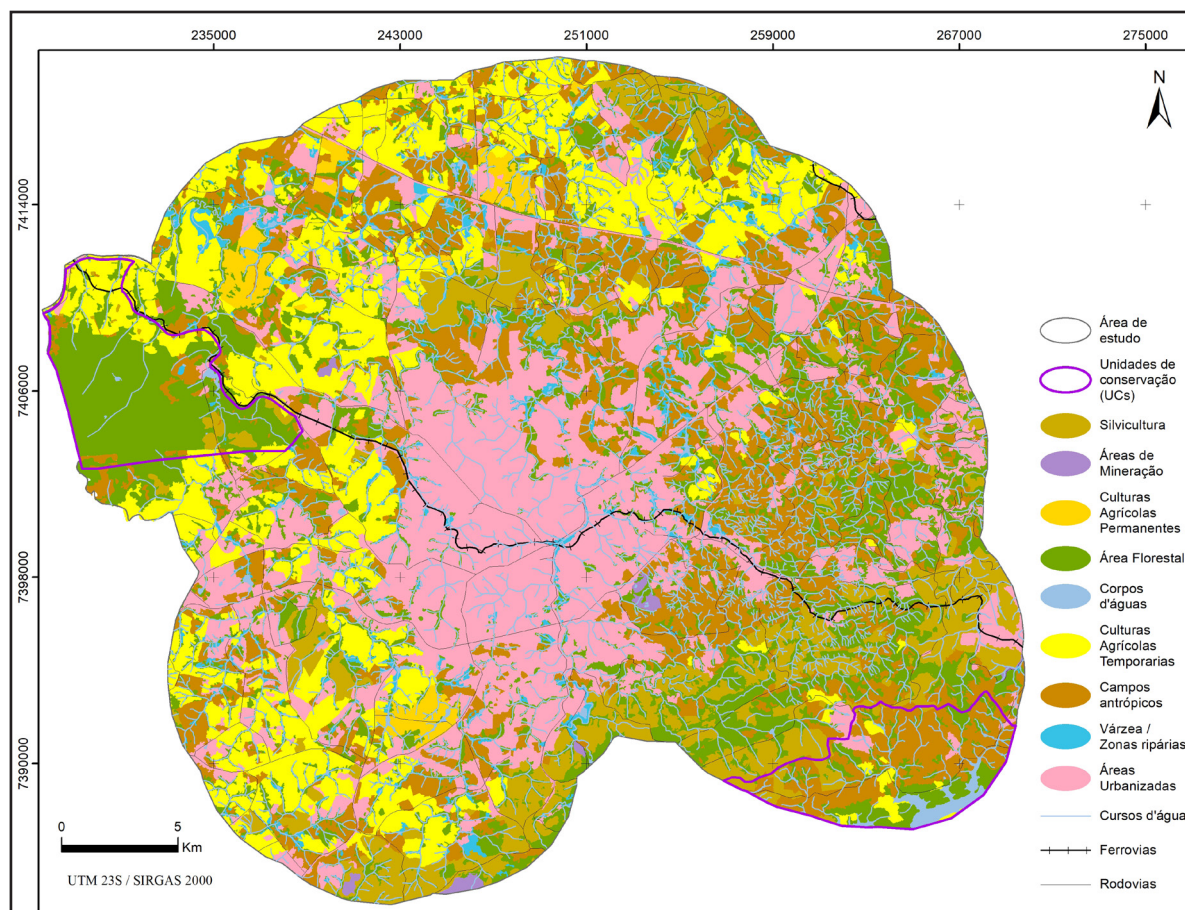 235000
243000
251000
259000
267000
275000
N
7414000
7406000
7398000
7390000
Área de
estudo
Unidades de
conservação
(UCs)
Silvicultura
Áreas de
Mineração
Culturas
Agrícolas
Permanentes
Área Florestal
Corpos
d'águas
Culturas
Agrícolas
Temporarias
Campos
antrópicos
Várzea /
Zonas ripárias
Áreas
Urbanizadas
Cursos d'água
Ferrovias
Rodovias
0 5
Km
UTM 23S / SIRGAS 2000